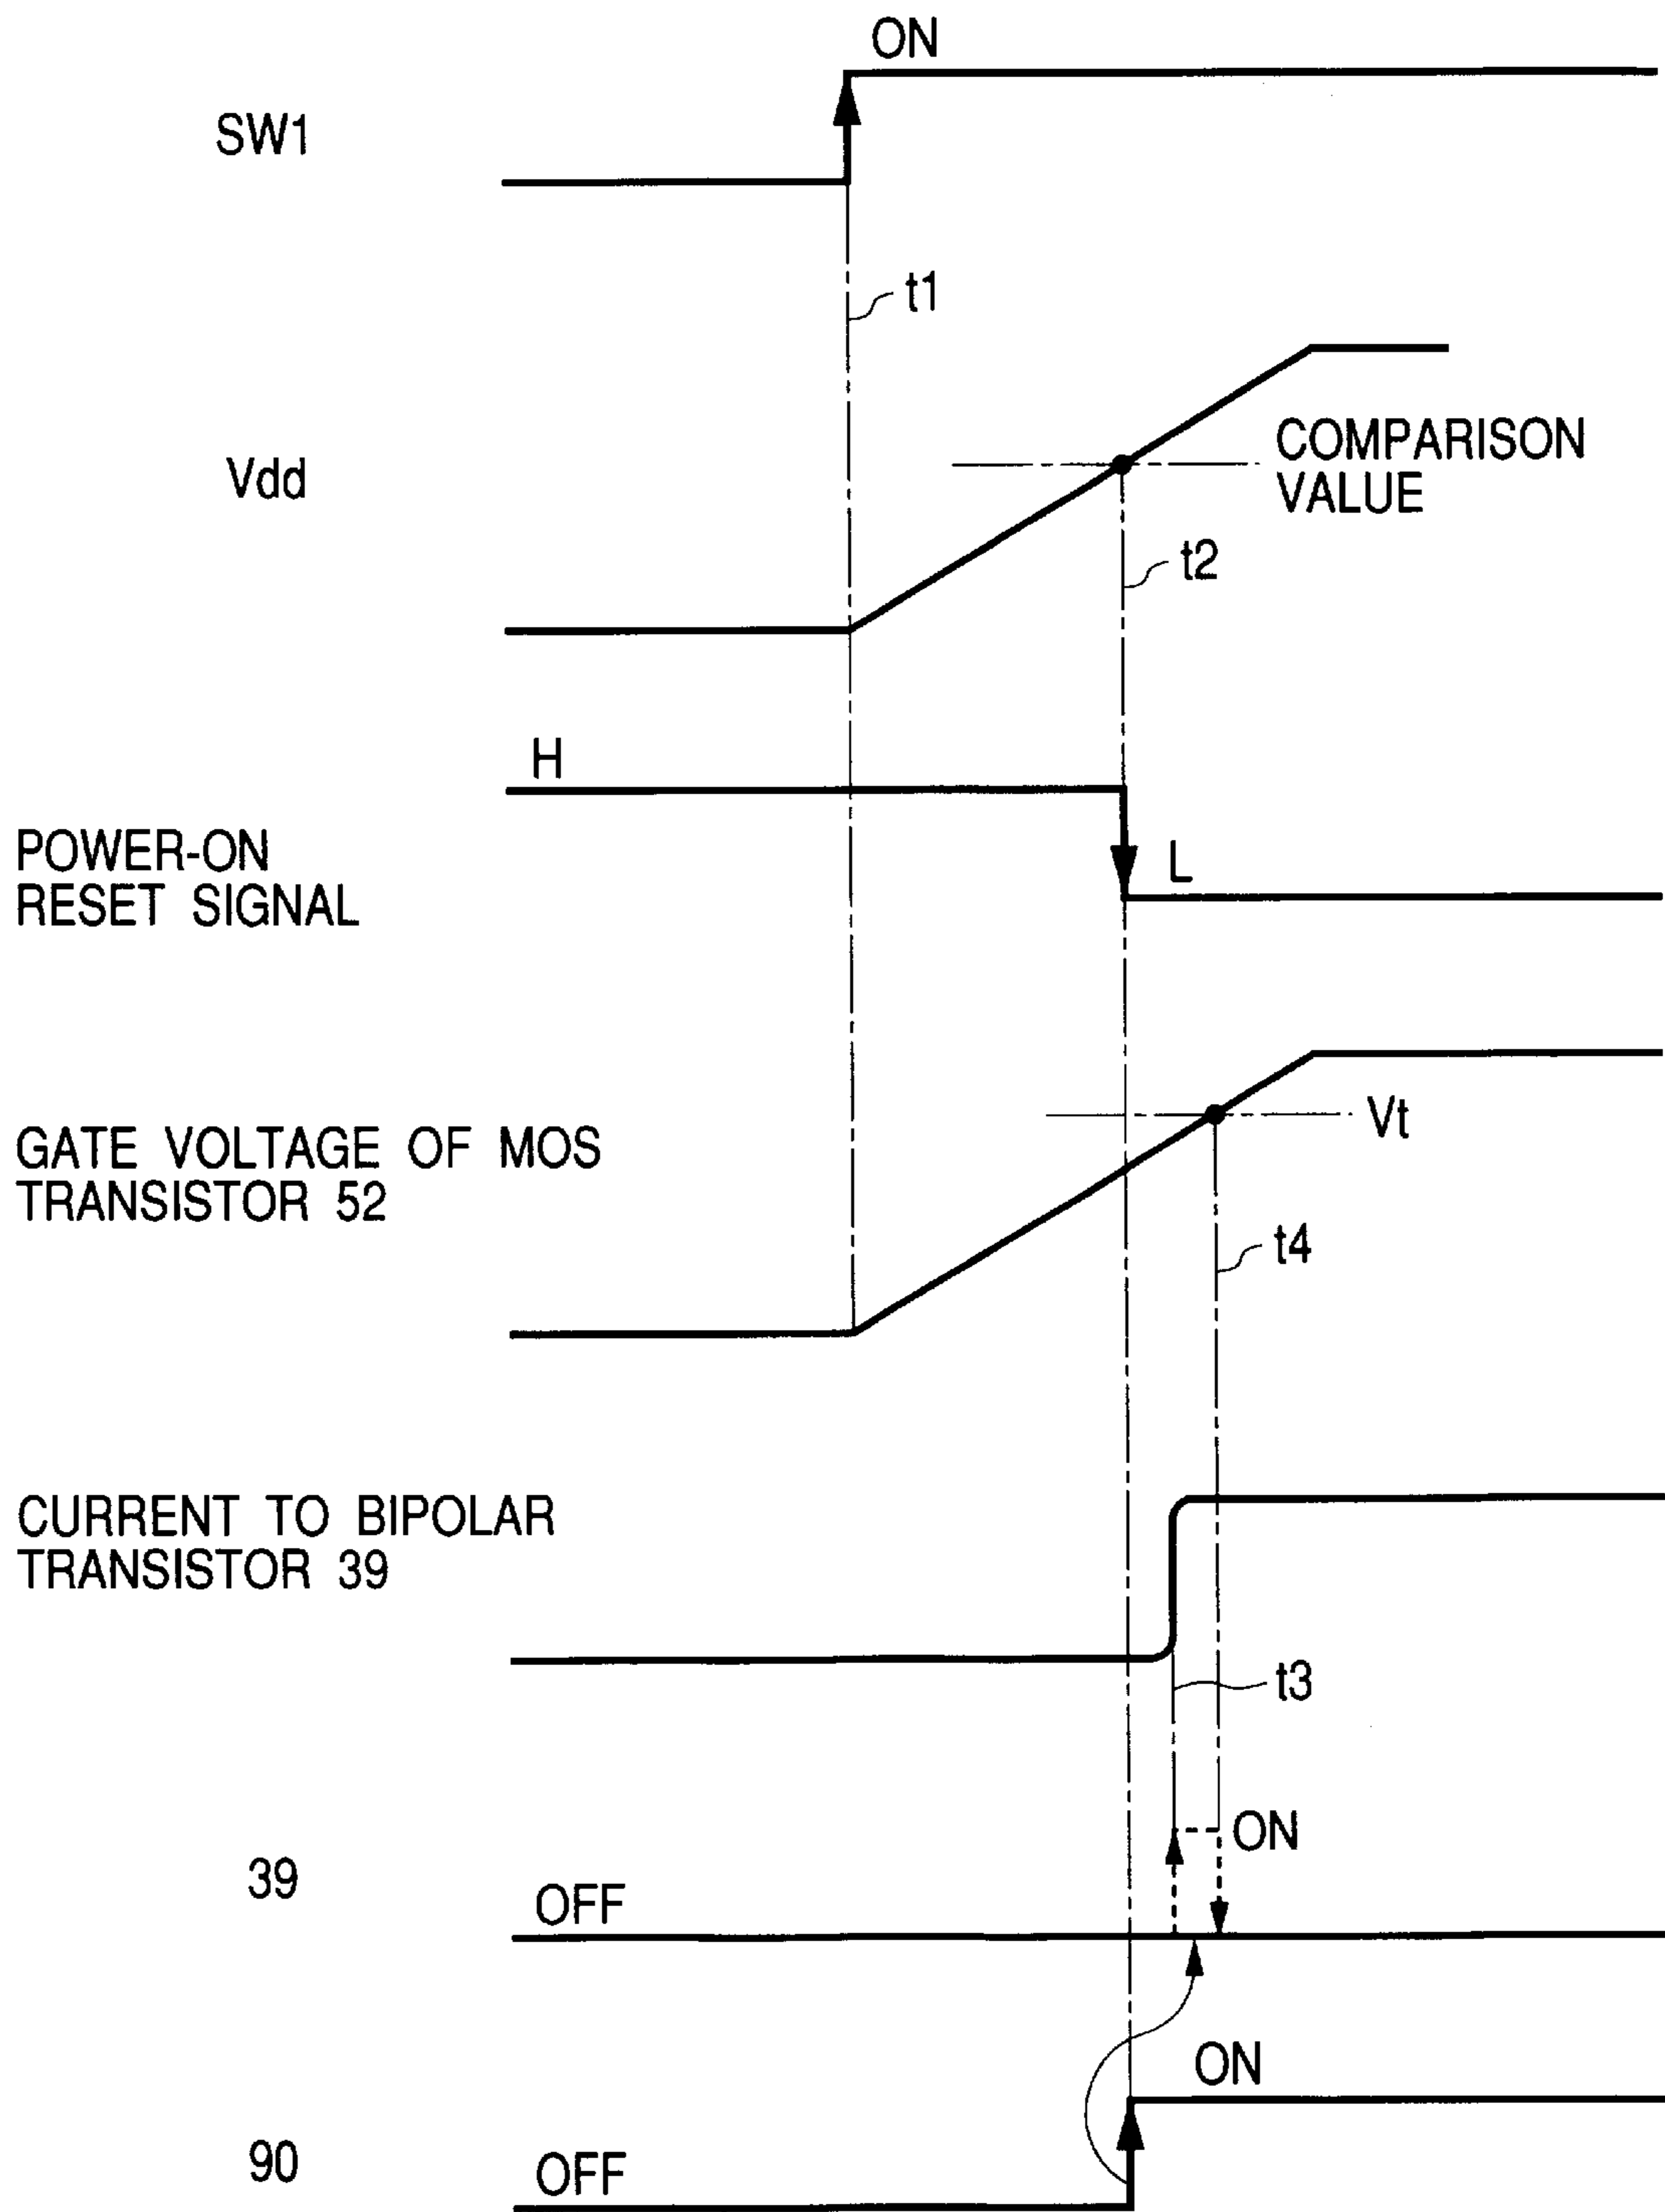 ON
SW1
t1
Vdd
COMPARISON
VALUE
t2
H
POWER-ON
RESET SIGNAL
L
GATE VOLTAGE OF MOS
TRANSISTOR 52
Vt
t4
CURRENT TO BIPOLAR
TRANSISTOR 39
t3
ON
39
OFF
ON
90
OFF